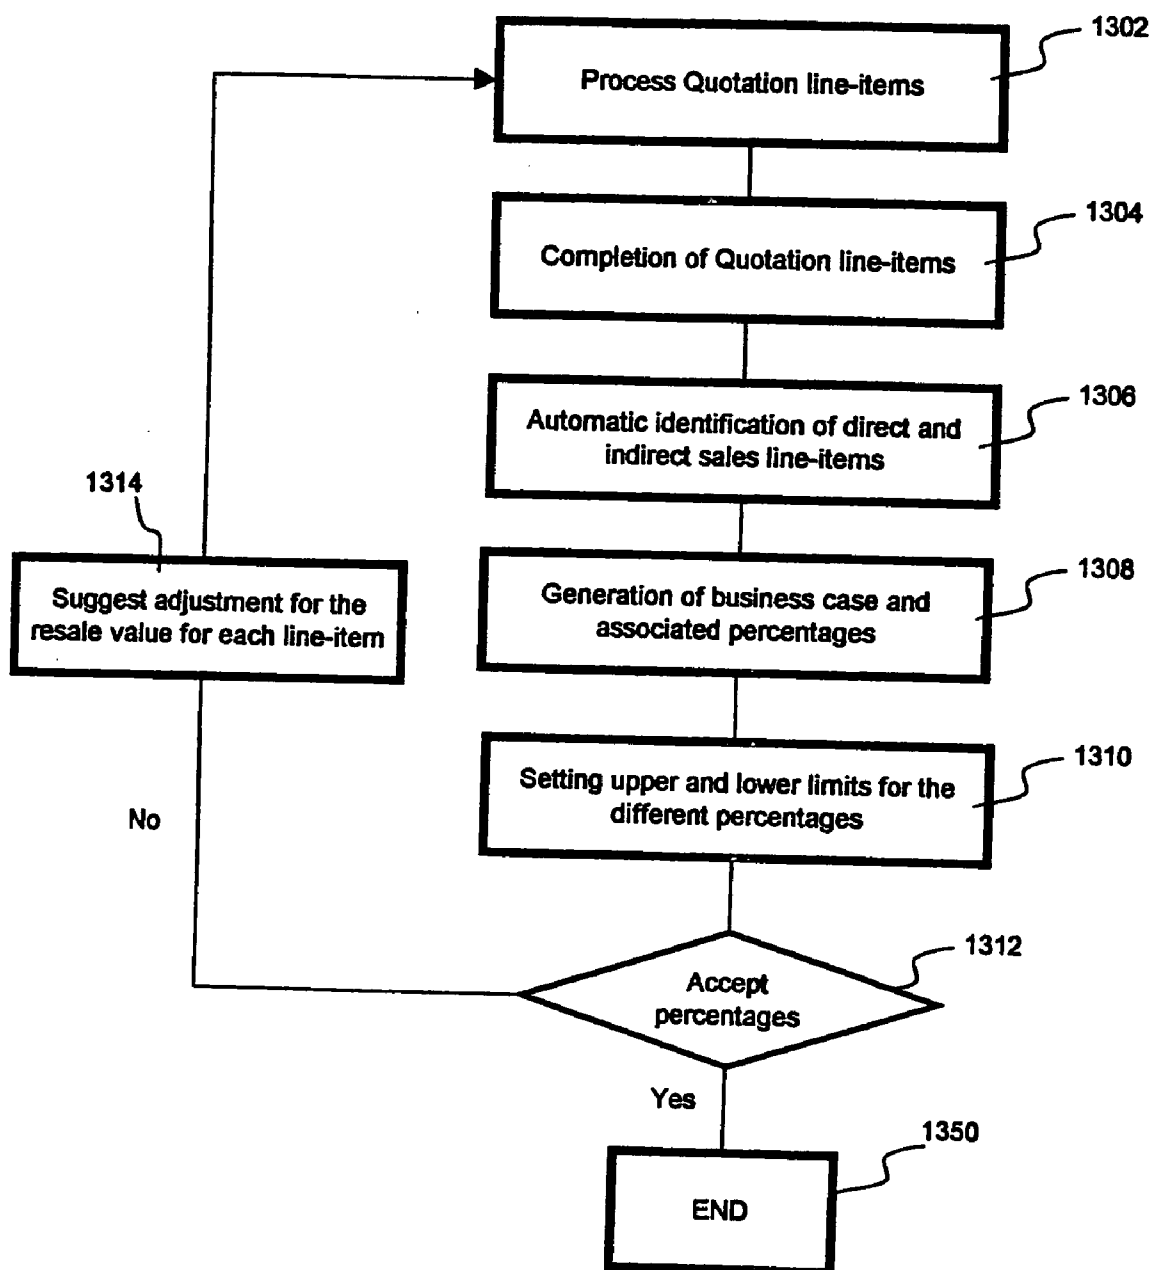 1302
Process Quotation line-items
1304
Completion of Quotation line-items
1306
Automatic identification of direct and
indirect sales line-items
1314
Suggest adjustment for the
resale value for each line-item
1308
Generation of business case and
associated percentages
1310
Setting upper and lower limits for the
different percentages
No
1312
Accept
percentages
Yes
1350
END